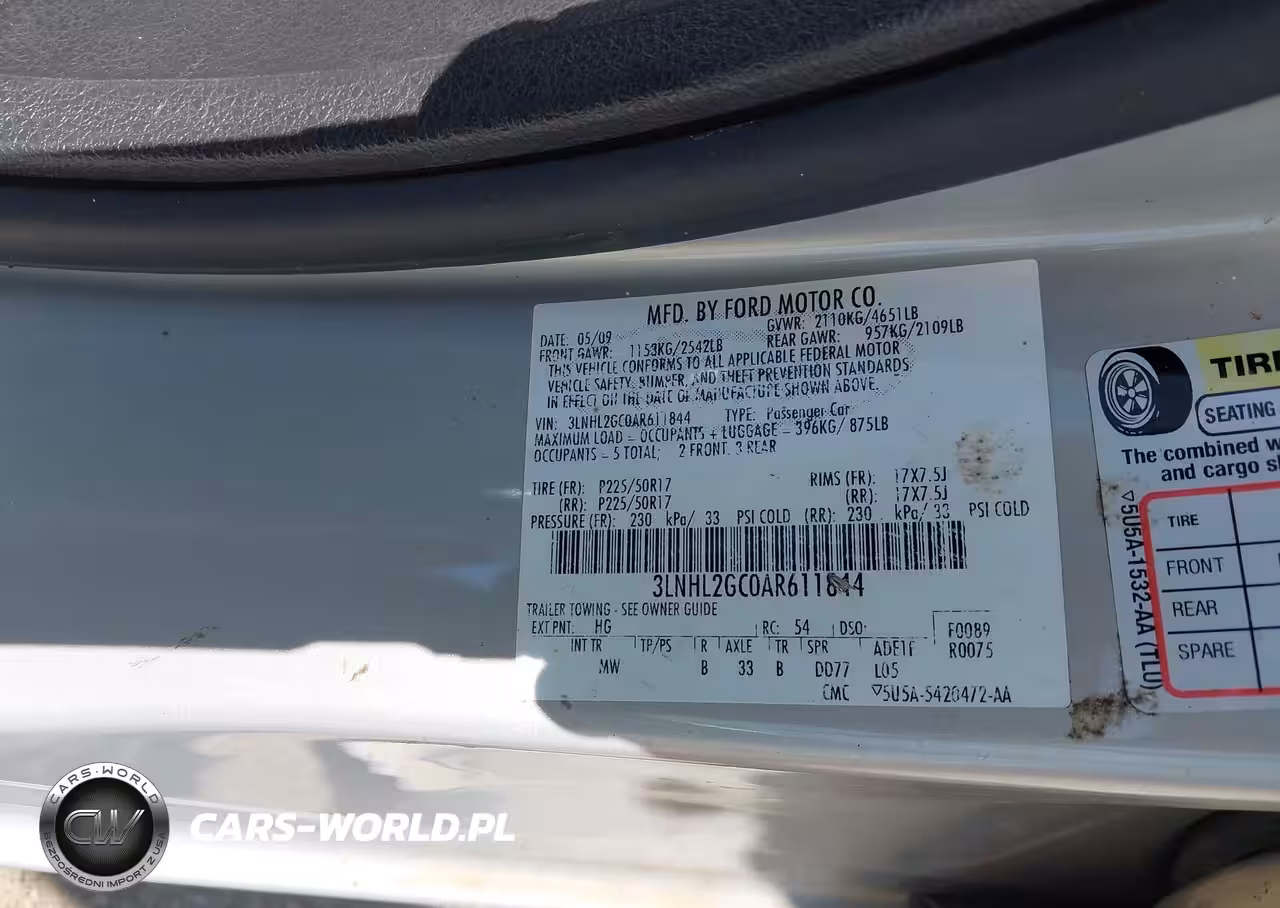 MFD. BY FORD MOTOR CO.
DATE: 05/09 GVWR: 2110KG/4651LB
FRONT GAWR: 1153KG/2542LB REAR GAWR: 957KG/2109LB
THIS VEHICLE CONFORMS TO ALL APPLICABLE FEDERAL MOTOR
VEHICLE SAFETY, BUMPER, AND THEFT PREVENTION STANDARDS
IN EFFECT ON THE DATE OF MANUFACTURE SHOWN ABOVE.
VIN: 3LNHL2GC0AR611844 TYPE: Passenger Car
MAXIMUM LOAD = OCCUPANTS + LUGGAGE = 396KG/ 875LB
OCCUPANTS = 5 TOTAL; 2 FRONT, 3 REAR
TIRE (FR): P225/50R17 RIMS (FR): 17X7.5J
(RR): P225/50R17 (RR): 17X7.5J
PRESSURE (FR): 230 kPa/ 33 PSI COLD (RR): 230 kPa/ 33 PSI COLD
3LNHL2GC0AR611844
TRAILER TOWING - SEE OWNER GUIDE
EXT PNT: HG RC: 54 DSO: F0089
INT TR TP/PS R AXLE TR SPR ADE1F R0075
MW B 33 B DD77 L05
CMC ▽5U5A-5420472-AA
TIRE
SEATING
The combined w
and cargo s
▽5U5A-1532-AA (TLU)
TIRE
FRONT
REAR
SPARE
CARS-WORLD
CW
BEZPOŚREDNI IMPORT Z USA
CARS-WORLD.PL